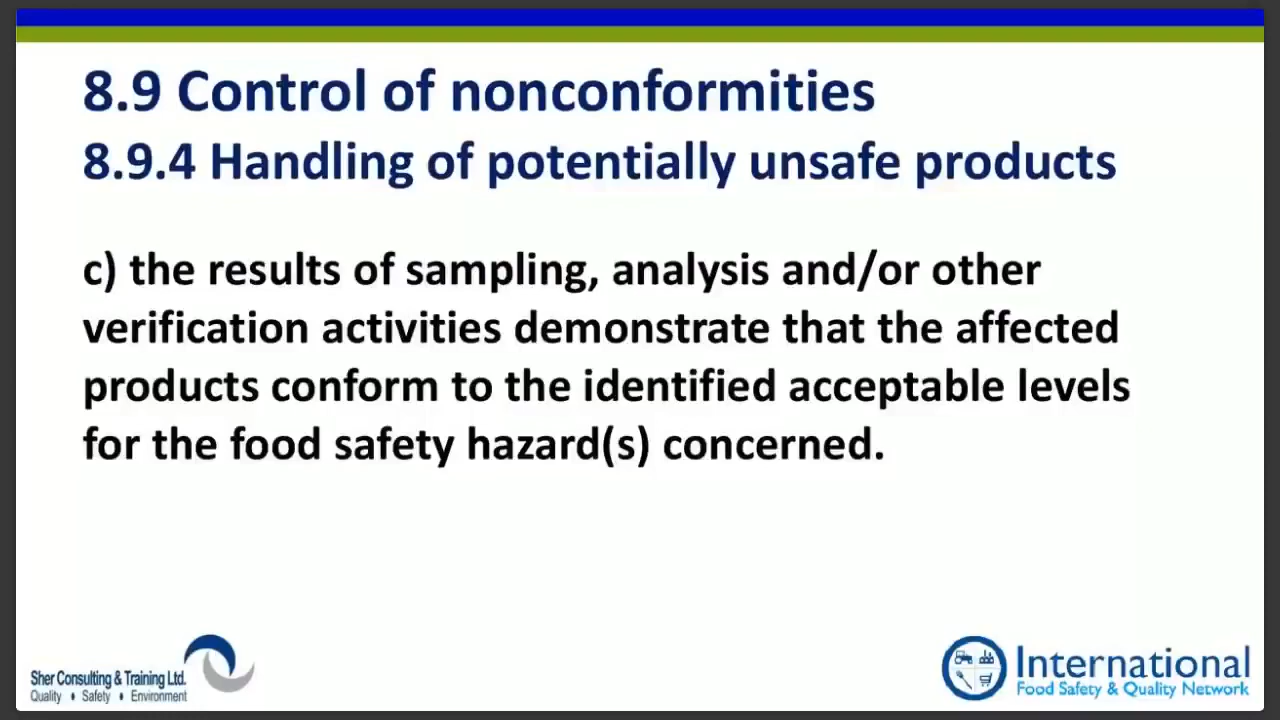 8.9 Control of nonconformities
8.9.4 Handling of potentially unsafe products
c) the results of sampling, analysis and/or other
verification activities demonstrate that the affected
products conform to the identified acceptable levels
for the food safety hazard(s) concerned.
Sher Consulting & Training Ltd.
Quality • Safety • Environment
International
Food Safety & Quality Network